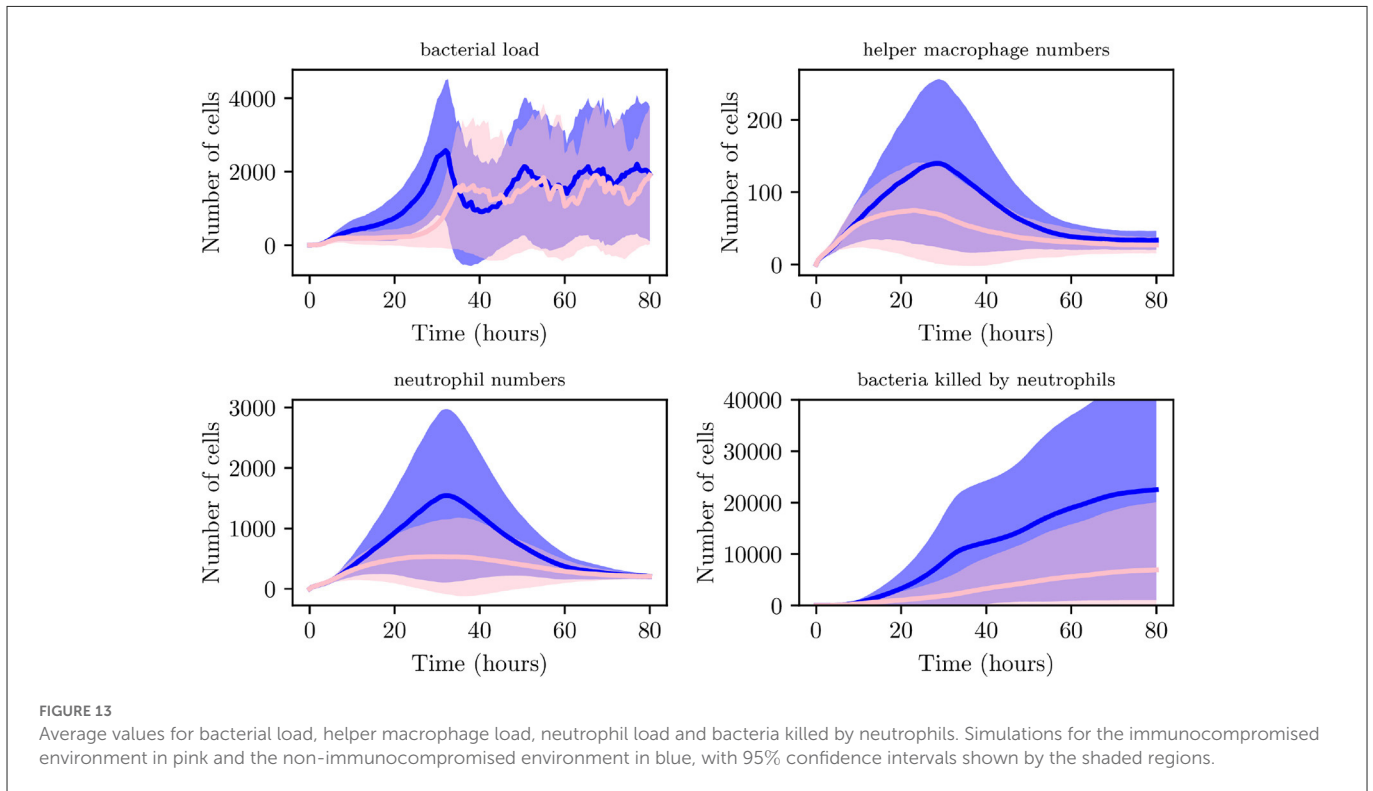 bacterial load
Number of cells
4000
2000
0
0 20 40 60 80
Time (hours)
helper macrophage numbers
Number of cells
200
100
0
0 20 40 60 80
Time (hours)
neutrophil numbers
Number of cells
3000
2000
1000
0
0 20 40 60 80
Time (hours)
bacteria killed by neutrophils
Number of cells
40000
30000
20000
10000
0
0 20 40 60 80
Time (hours)
FIGURE 13
Average values for bacterial load, helper macrophage load, neutrophil load and bacteria killed by neutrophils. Simulations for the immunocompromised
environment in pink and the non-immunocompromised environment in blue, with 95% confidence intervals shown by the shaded regions.